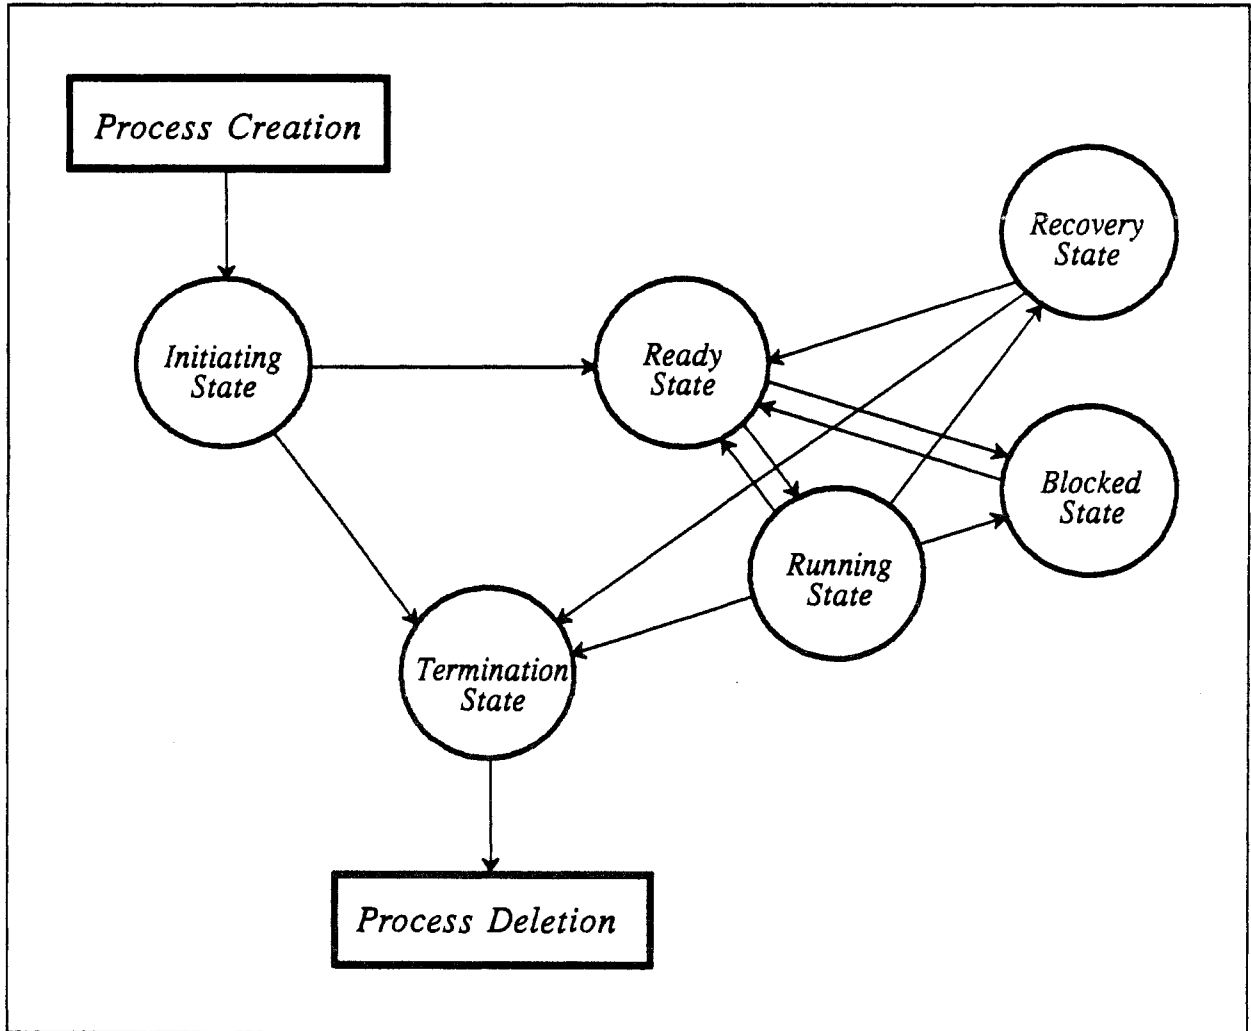 Process Creation
Recovery
State
Initiating
State
Ready
State
Blocked
State
Running
State
Termination
State
Process Deletion